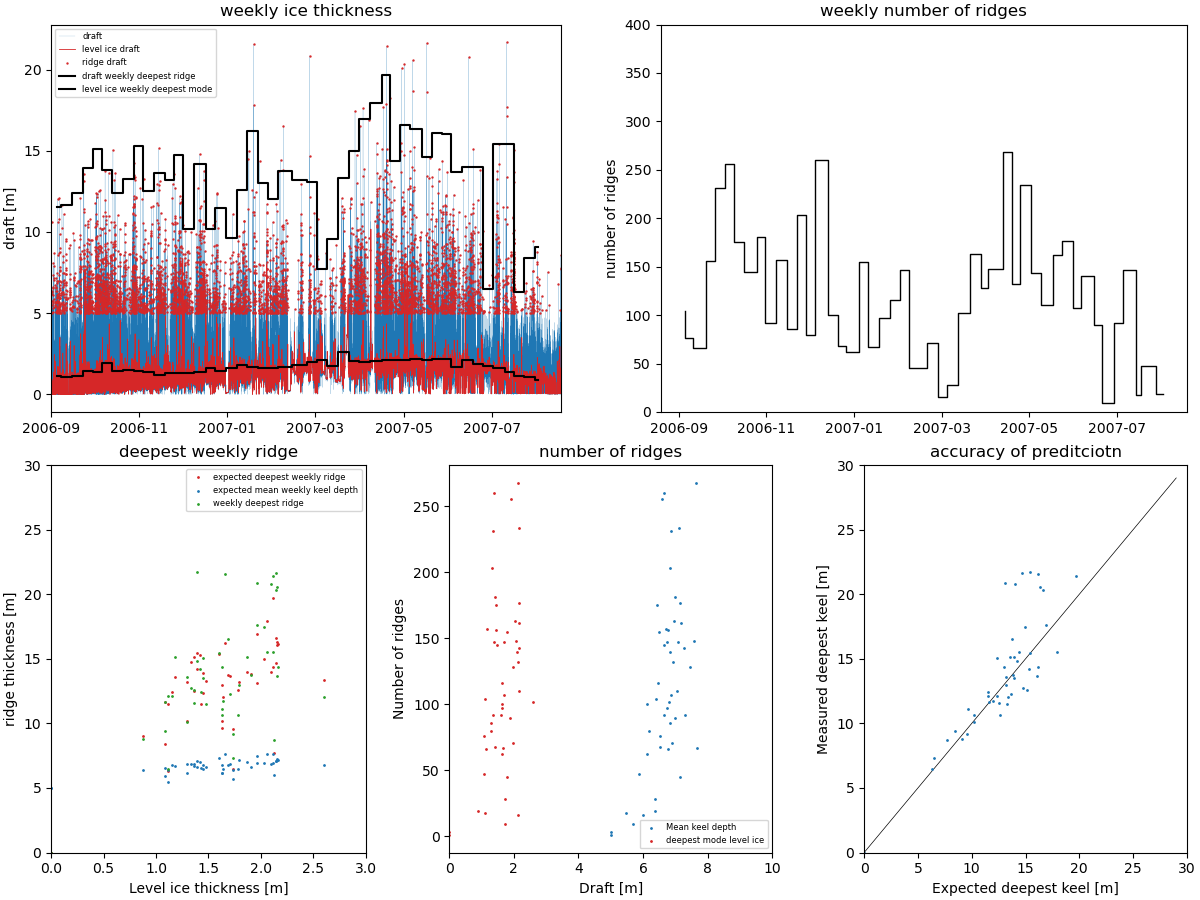 weekly ice thickness
draft
level ice draft
ridge draft
draft weekly deepest ridge
level ice weekly deepest mode
draft [m]
20
15
10
5
0
2006-09 2006-11 2007-01 2007-03 2007-05 2007-07
weekly number of ridges
number of ridges
400
350
300
250
200
150
100
50
0
2006-09 2006-11 2007-01 2007-03 2007-05 2007-07
deepest weekly ridge
expected deepest weekly ridge
expected mean weekly keel depth
weekly deepest ridge
ridge thickness [m]
30
25
20
15
10
5
0
0.0 0.5 1.0 1.5 2.0 2.5 3.0
Level ice thickness [m]
number of ridges
Number of ridges
250
200
150
100
50
0
Mean keel depth
deepest mode level ice
0 2 4 6 8 10
Draft [m]
accuracy of preditciotn
Measured deepest keel [m]
30
25
20
15
10
5
0
0 5 10 15 20 25 30
Expected deepest keel [m]